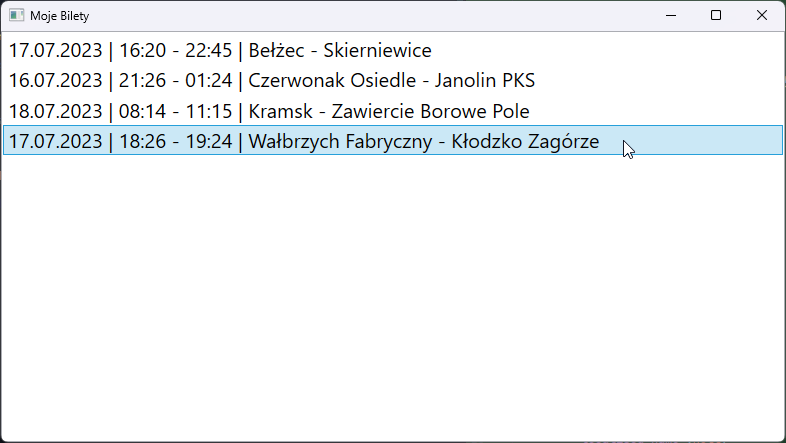 Moje Bilety
17.07.2023 | 16:20 - 22:45 | Bełżec - Skierniewice
16.07.2023 | 21:26 - 01:24 | Czerwonak Osiedle - Janolin PKS
18.07.2023 | 08:14 - 11:15 | Kramsk - Zawiercie Borowe Pole
17.07.2023 | 18:26 - 19:24 | Wałbrzych Fabryczny - Kłodzko Zagórze